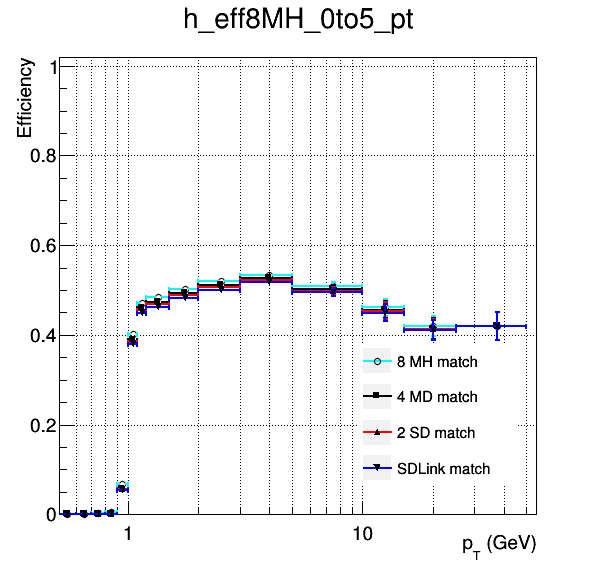 h_eff8MH_0to5_pt
Efficiency
1
0.8
0.6
0.4
0.2
0
8 MH match
4 MD match
2 SD match
SDLink match
1
10
p_T (GeV)